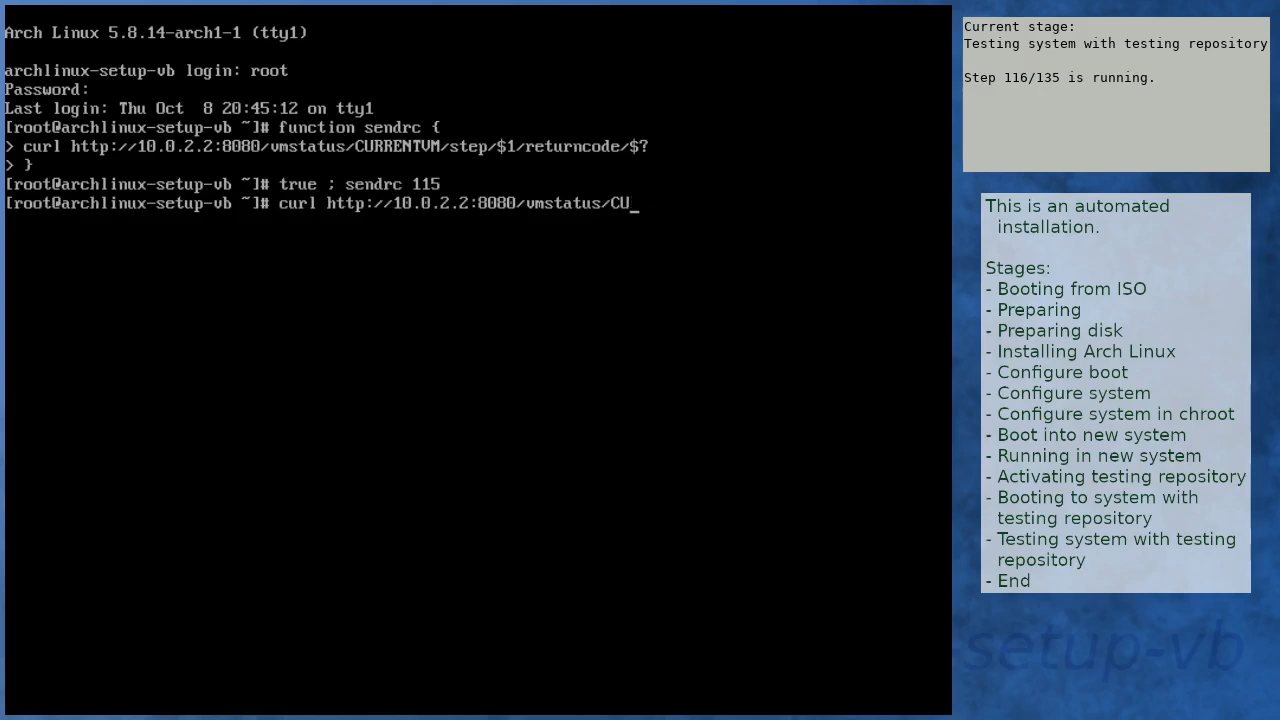 Arch Linux 5.8.14-arch1-1 (tty1)
archlinux-setup-vb login: root
Password:
Last login: Thu Oct  8 20:45:12 on tty1
[root@archlinux-setup-vb ~]# function sendrc {
> curl http://10.0.2.2:8080/vmstatus/CURRENTVM/step/$1/returncode/$?
> }
[root@archlinux-setup-vb ~]# true ; sendrc 115
[root@archlinux-setup-vb ~]# curl http://10.0.2.2:8080/vmstatus/CU_
Current stage:
Testing system with testing repository
Step 116/135 is running.
This is an automated
installation.
Stages:
- Booting from ISO
- Preparing
- Preparing disk
- Installing Arch Linux
- Configure boot
- Configure system
- Configure system in chroot
- Boot into new system
- Running in new system
- Activating testing repository
- Booting to system with
testing repository
- Testing system with testing
repository
- End
setup-vb